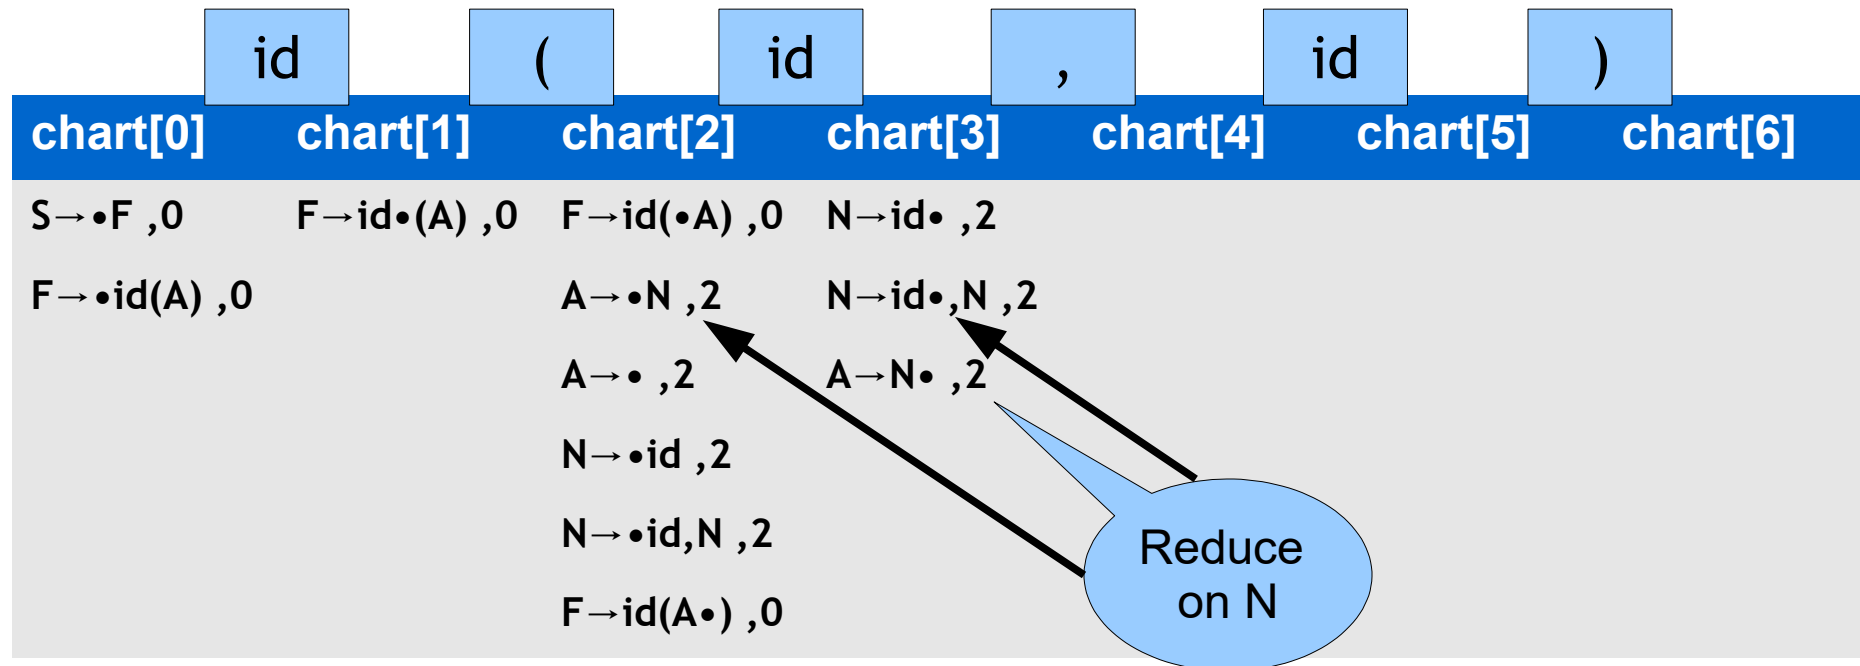 id ( id , id )
chart[0] chart[1] chart[2] chart[3] chart[4] chart[5] chart[6]
S→•F ,0 F→id•(A) ,0 F→id(•A) ,0 N→id• ,2
F→•id(A) ,0 A→•N ,2 N→id•,N ,2
A→• ,2 A→N• ,2
N→•id ,2
N→•id,N ,2
F→id(A•) ,0
Reduce
on N